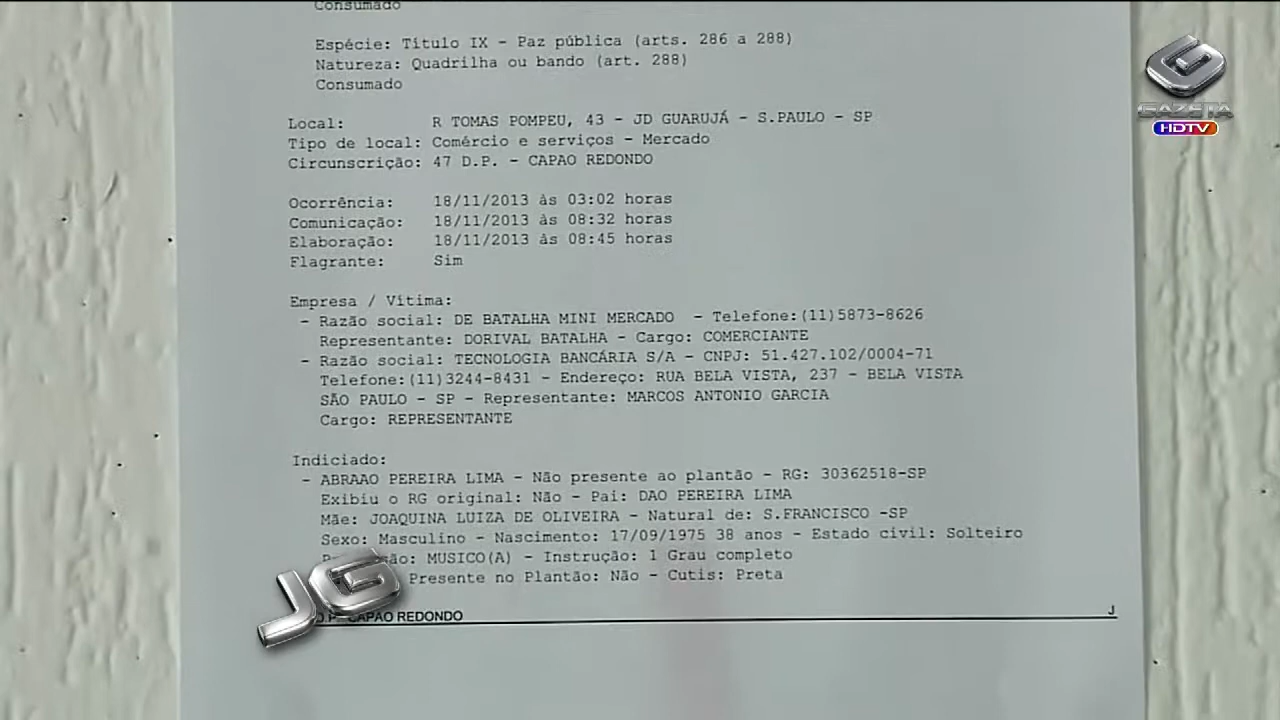 Consumado
Espécie: Título IX - Paz pública (arts. 286 a 288)
Natureza: Quadrilha ou bando (art. 288)
Consumado
Local: R TOMAS POMPEU, 43 - JD GUARUJÁ - S.PAULO - SP
Tipo de local: Comércio e serviços - Mercado
Circunscrição: 47 D.P. - CAPAO REDONDO
Ocorrência: 18/11/2013 às 03:02 horas
Comunicação: 18/11/2013 às 08:32 horas
Elaboração: 18/11/2013 às 08:45 horas
Flagrante: Sim
Empresa / Vítima:
- Razão social: DE BATALHA MINI MERCADO - Telefone:(11)5873-8626
Representante: DORIVAL BATALHA - Cargo: COMERCIANTE
- Razão social: TECNOLOGIA BANCÁRIA S/A - CNPJ: 51.427.102/0004-71
Telefone:(11)3244-8431 - Endereço: RUA BELA VISTA, 237 - BELA VISTA
SÃO PAULO - SP - Representante: MARCOS ANTONIO GARCIA
Cargo: REPRESENTANTE
Indiciado:
- ABRAAO PEREIRA LIMA - Não presente ao plantão - RG: 30362518-SP
Exibiu o RG original: Não - Pai: DAO PEREIRA LIMA
Mãe: JOAQUINA LUIZA DE OLIVEIRA - Natural de: S.FRANCISCO -SP
Sexo: Masculino - Nascimento: 17/09/1975 38 anos - Estado civil: Solteiro
MUSICO(A) - Instrução: 1 Grau completo
Presente no Plantão: Não - Cutis: Preta
CAPAO REDONDO
J
JG
GAZETA
HDTV